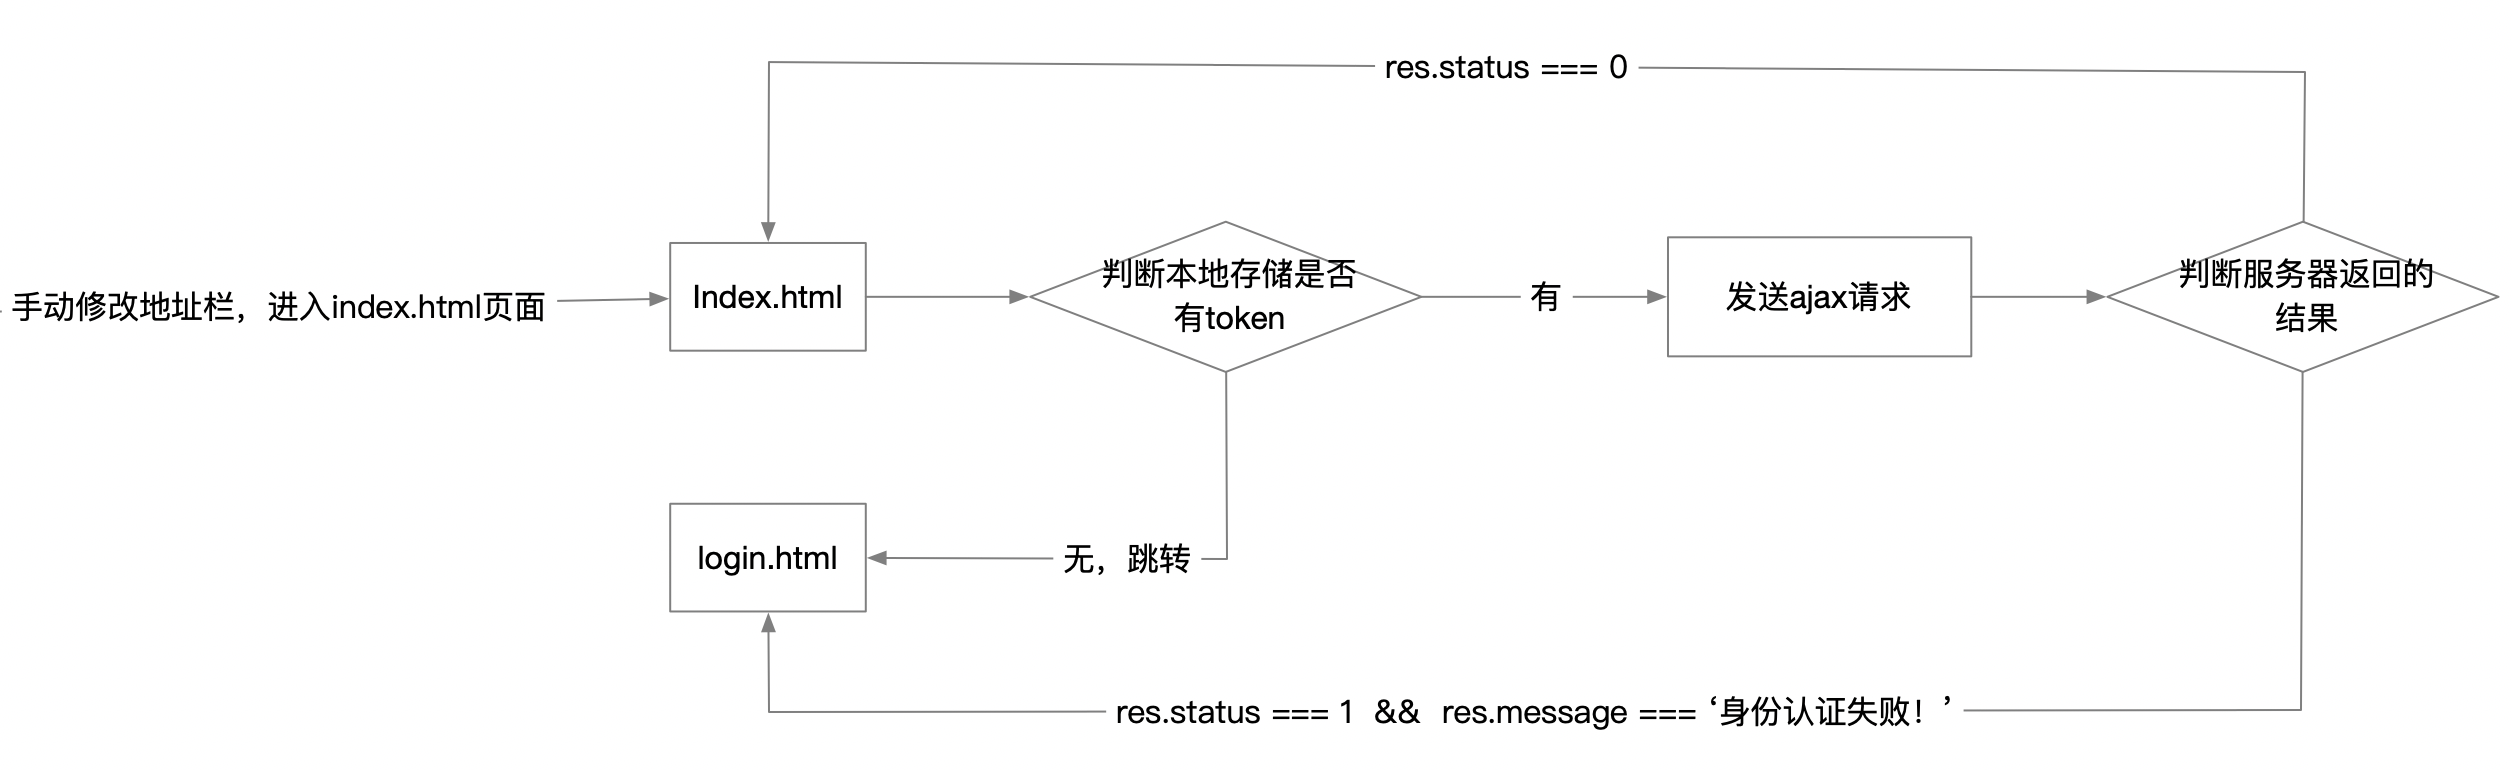 res.status === 0
手动修改地址栏，进入index.html页面
Index.html
判断本地存储是否
有token
有
发送ajax请求
判断服务器返回的
结果
login.html
无，跳转
res.status === 1 && res.message === ‘身份认证失败！’